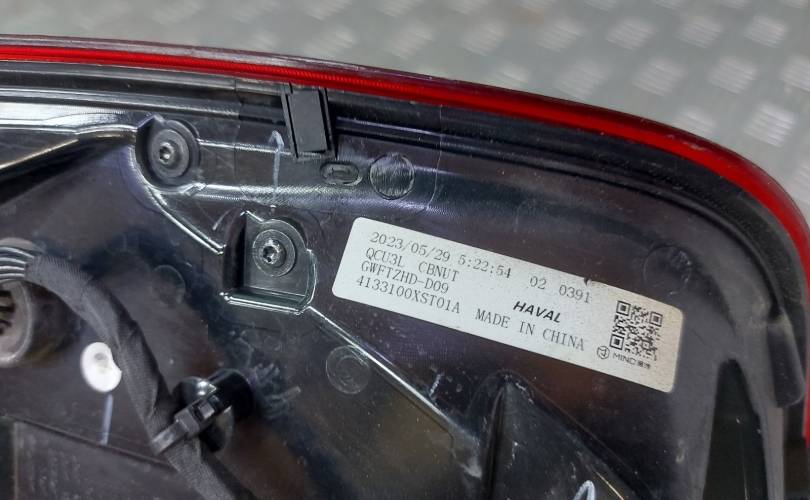 2023/05/29 5:22:54 02 0391
QCU3L CBNUT
GWFTZHD-D09 HAVAL
4133100XST01A MADE IN CHINA
MIND